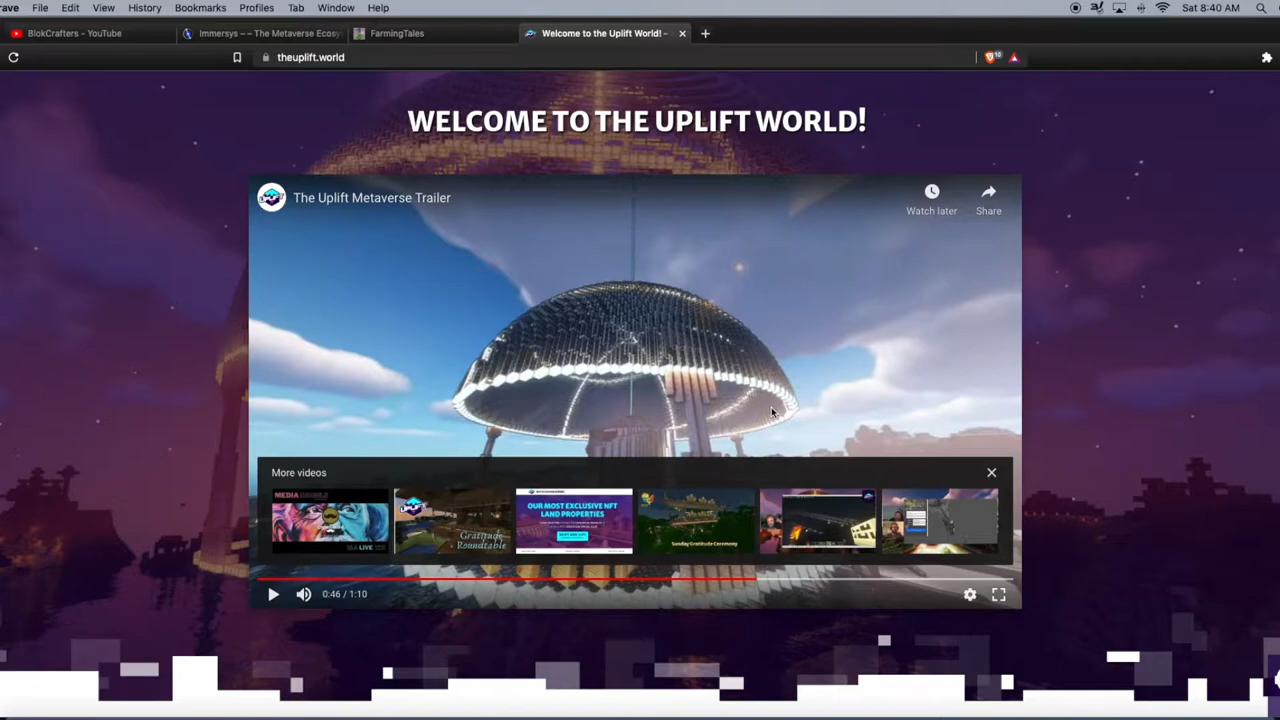 rave File Edit View History Bookmarks Profiles Tab Window Help Sat 8:40 AM
BlokCrafters - YouTube Immersys – – The Metaverse Ecosy FarmingTales Welcome to the Uplift World! –
theuplift.world 10
WELCOME TO THE UPLIFT WORLD!
The Uplift Metaverse Trailer
Watch later Share
More videos
MEDIA
OUR MOST EXCLUSIVE NFT
LAND PROPERTIES
Gratitude
Roundtable
Sunday Gratitude Ceremony
0:46 / 1:10